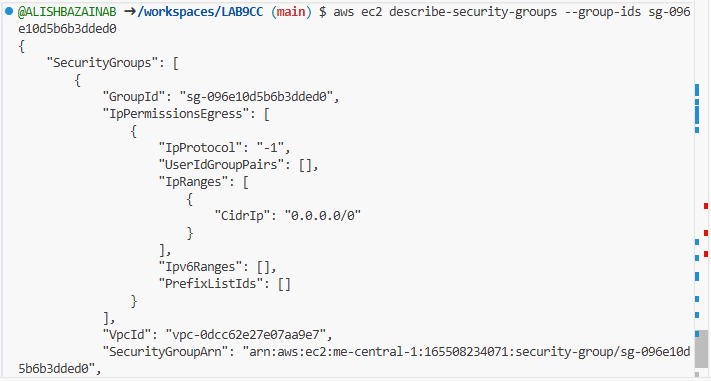 @ALISHBAZAINAB ➜/workspaces/LAB9CC (main) $ aws ec2 describe-security-groups --group-ids sg-096
e10d5b6b3dded0
{
    "SecurityGroups": [
        {
            "GroupId": "sg-096e10d5b6b3dded0",
            "IpPermissionsEgress": [
                {
                    "IpProtocol": "-1",
                    "UserIdGroupPairs": [],
                    "IpRanges": [
                        {
                            "CidrIp": "0.0.0.0/0"
                        }
                    ],
                    "Ipv6Ranges": [],
                    "PrefixListIds": []
                }
            ],
            "VpcId": "vpc-0dcc62e27e07aa9e7",
            "SecurityGroupArn": "arn:aws:ec2:me-central-1:165508234071:security-group/sg-096e10d
5b6b3dded0",